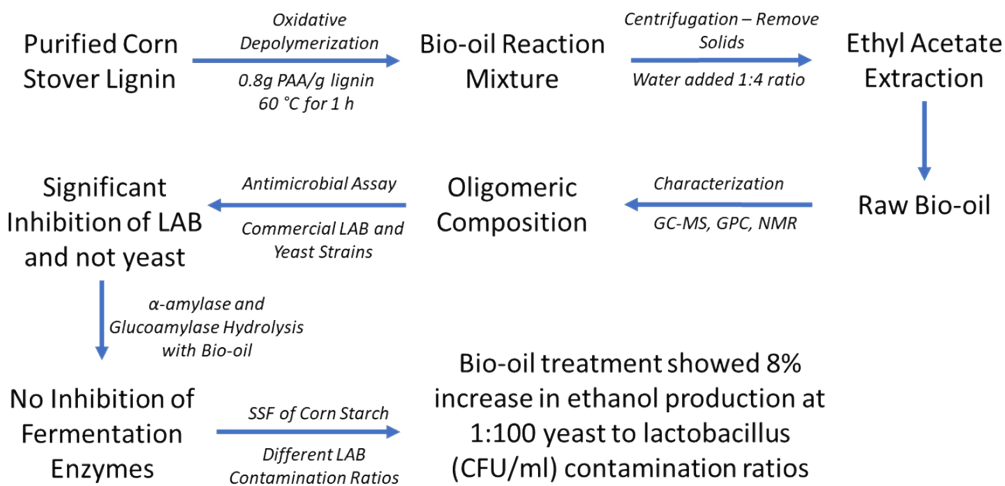 Purified Corn
Stover Lignin
Oxidative
Depolymerization
0.8g PAA/g lignin
60 °C for 1 h
Bio-oil Reaction
Mixture
Centrifugation – Remove
Solids
Water added 1:4 ratio
Ethyl Acetate
Extraction
Raw Bio-oil
Characterization
GC-MS, GPC, NMR
Oligomeric
Composition
Antimicrobial Assay
Commercial LAB and
Yeast Strains
Significant
Inhibition of LAB
and not yeast
α-amylase and
Glucoamylase Hydrolysis
with Bio-oil
No Inhibition of
Fermentation
Enzymes
SSF of Corn Starch
Different LAB
Contamination Ratios
Bio-oil treatment showed 8%
increase in ethanol production at
1:100 yeast to lactobacillus
(CFU/ml) contamination ratios